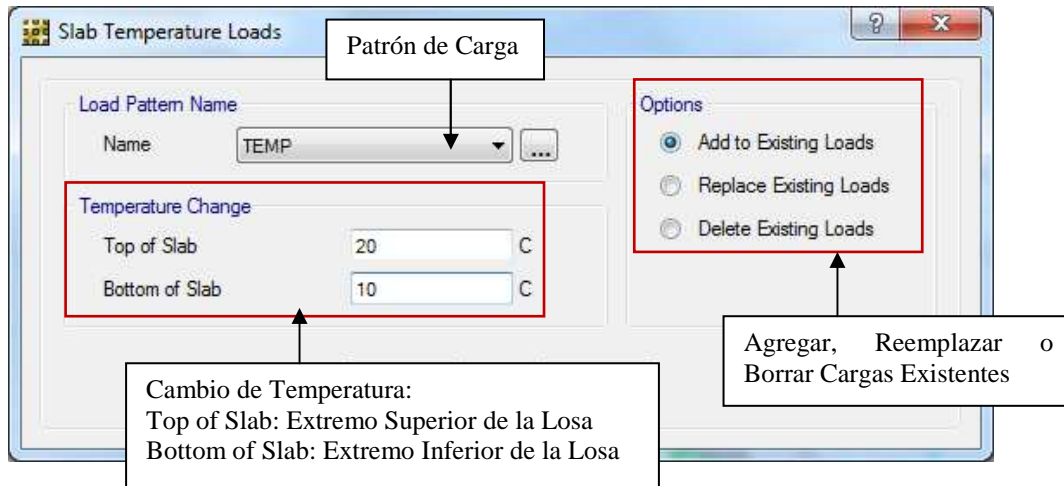 Slab Temperature Loads
Patrón de Carga
Load Pattern Name
Name
TEMP
...
Options
Add to Existing Loads
Replace Existing Loads
Delete Existing Loads
Temperature Change
Top of Slab
20
C
Bottom of Slab
10
C
Cambio de Temperatura:
Top of Slab: Extremo Superior de la Losa
Bottom of Slab: Extremo Inferior de la Losa
Agregar, Reemplazar o
Borrar Cargas Existentes